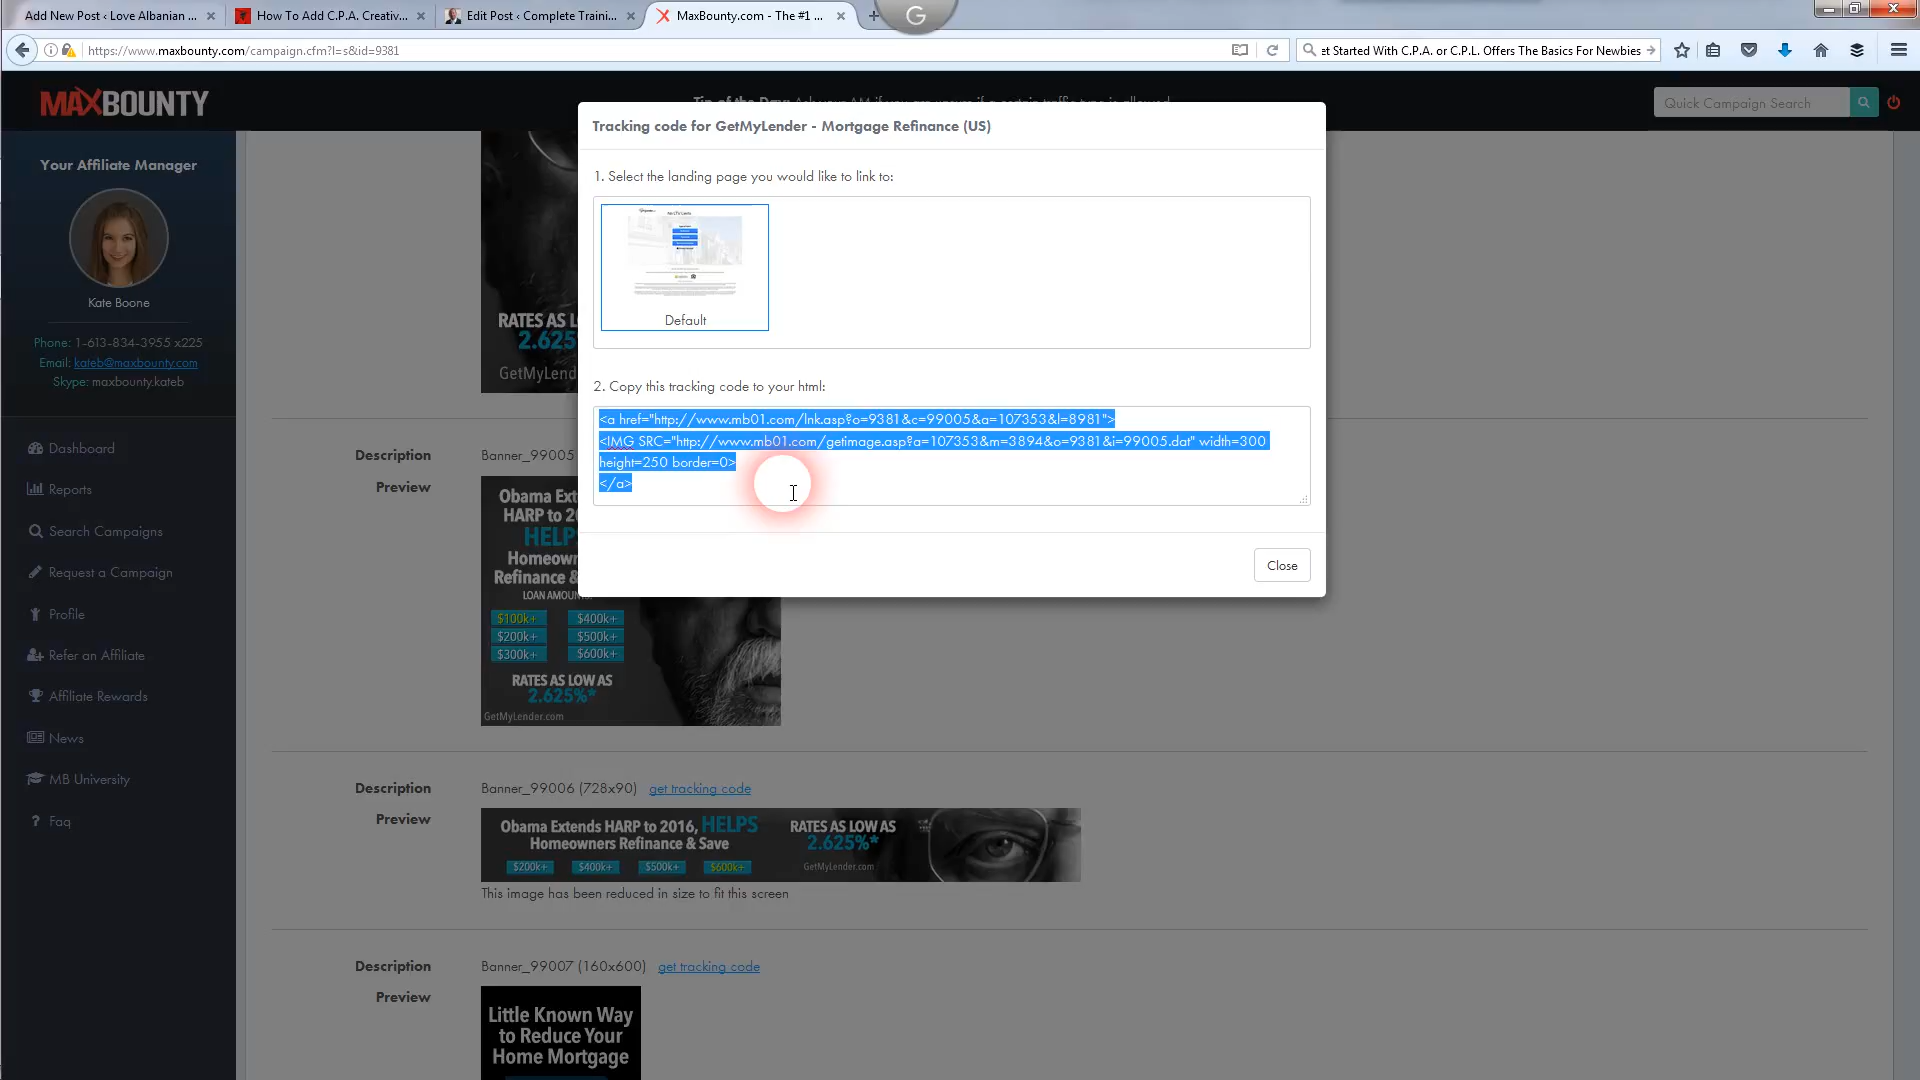 Add New Post ‹ Love Albanian ...
How To Add C.P.A. Creativ...
Edit Post ‹ Complete Traini...
MaxBounty.com - The #1 ...
G
https://www.maxbounty.com/campaign.cfm?l=s&id=9381
et Started With C.P.A. or C.P.L. Offers The Basics For Newbies
MAXBOUNTY
Quick Campaign Search
Your Affiliate Manager
Kate Boone
Phone: 1-613-834-3955 x225
Email: kateb@maxbounty.com
Skype: maxbounty.kateb
Dashboard
Reports
Search Campaigns
Request a Campaign
Profile
Refer an Affiliate
Affiliate Rewards
News
MB University
? Faq
Tracking code for GetMyLender - Mortgage Refinance (US)
1. Select the landing page you would like to link to:
Default
2. Copy this tracking code to your html:
<a href="http://www.mb01.com/lnk.asp?o=9381&c=99005&a=107353&l=8981">
<IMG SRC="http://www.mb01.com/getimage.asp?a=107353&m=3894&o=9381&i=99005.dat" width=300
height=250 border=0>
</a>
Close
RATES AS L
2.625
GetMyLend
Description
Banner_99005
Preview
Obama Ext
HARP to 20
HELP
Homeown
Refinance &
LOAN AMOUNT
$100k+ $400k+
$200k+ $500k+
$300k+ $600k+
RATES AS LOW AS
2.625%*
GetMyLender.com
Description
Banner_99006 (728x90) get tracking code
Preview
Obama Extends HARP to 2016, HELPS
Homeowners Refinance & Save
$200k+ $400k+ $500k+ $600k+
RATES AS LOW AS
2.625%*
GetMyLender.com
This image has been reduced in size to fit this screen
Description
Banner_99007 (160x600) get tracking code
Preview
Little Known Way
to Reduce Your
Home Mortgage